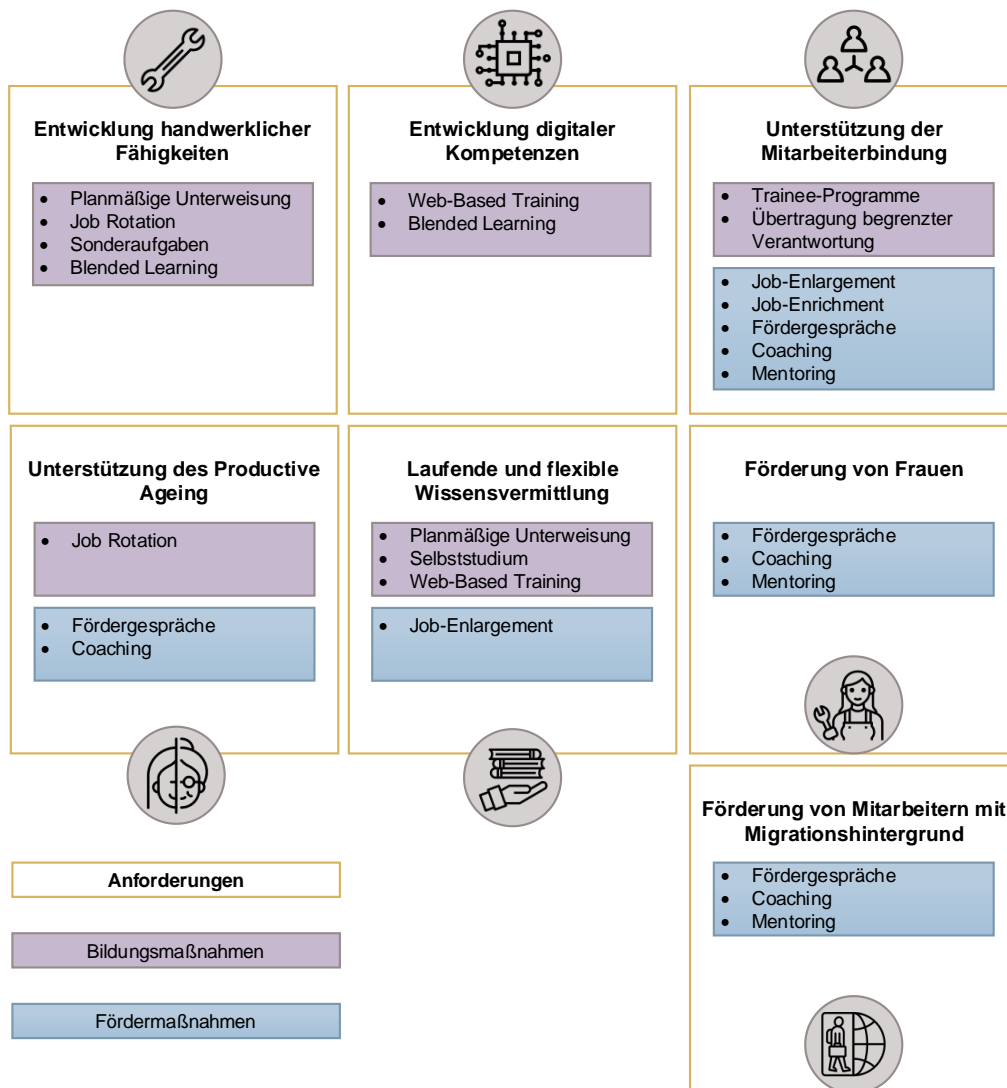 Entwicklung handwerklicher
Fähigkeiten
• Planmäßige Unterweisung
• Job Rotation
• Sonderaufgaben
• Blended Learning
Entwicklung digitaler
Kompetenzen
• Web-Based Training
• Blended Learning
Unterstützung der
Mitarbeiterbindung
• Trainee-Programme
• Übertragung begrenzter
Verantwortung
• Job-Enlargement
• Job-Enrichment
• Fördergespräche
• Coaching
• Mentoring
Unterstützung des Productive
Ageing
• Job Rotation
• Fördergespräche
• Coaching
Laufende und flexible
Wissensvermittlung
• Planmäßige Unterweisung
• Selbststudium
• Web-Based Training
• Job-Enlargement
Förderung von Frauen
• Fördergespräche
• Coaching
• Mentoring
Förderung von Mitarbeitern mit
Migrationshintergrund
• Fördergespräche
• Coaching
• Mentoring
Anforderungen
Bildungsmaßnahmen
Fördermaßnahmen